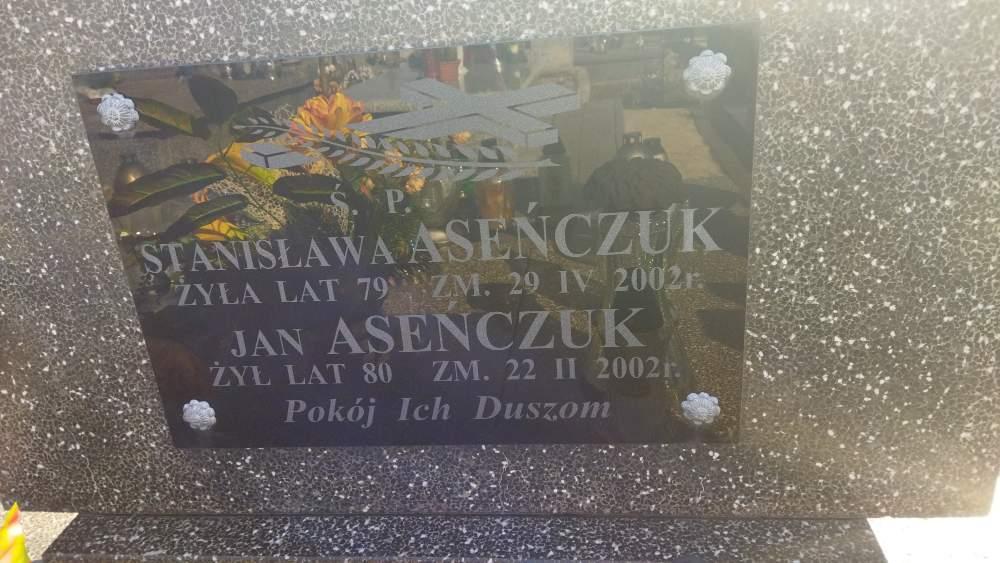 Ś. P.
STANISŁAWA ASEŃCZUK
ŻYŁA LAT 79 ZM. 29 IV 2002r.
JAN ASEŃCZUK
ŻYŁ LAT 80 ZM. 22 II 2002r.
Pokój Ich Duszom